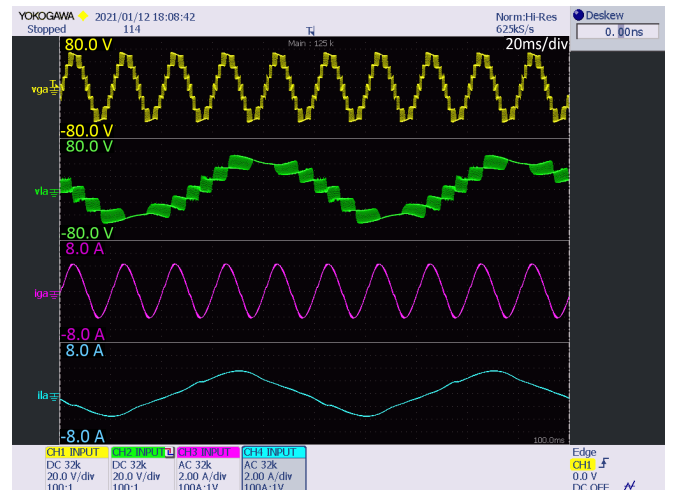 YOKOGAWA 2021/01/12 18:08:42 Norm:Hi-Res
Stopped 114 625kS/s
Deskew
0.00ns
80.0 V Main : 125 k 20ms/div
vga
-80.0 V
80.0 V
vla
-80.0 V
8.0 A
iga
-8.0 A
8.0 A
ila
-8.0 A
100.0ms
CH1 INPUT CH2 INPUT CH3 INPUT CH4 INPUT Edge
DC 32k DC 32k AC 32k AC 32k CH1
20.0 V/div 20.0 V/div 2.00 A/div 2.00 A/div 0.0 V
100:1 100:1 100A:1V 100A:1V DC OFF